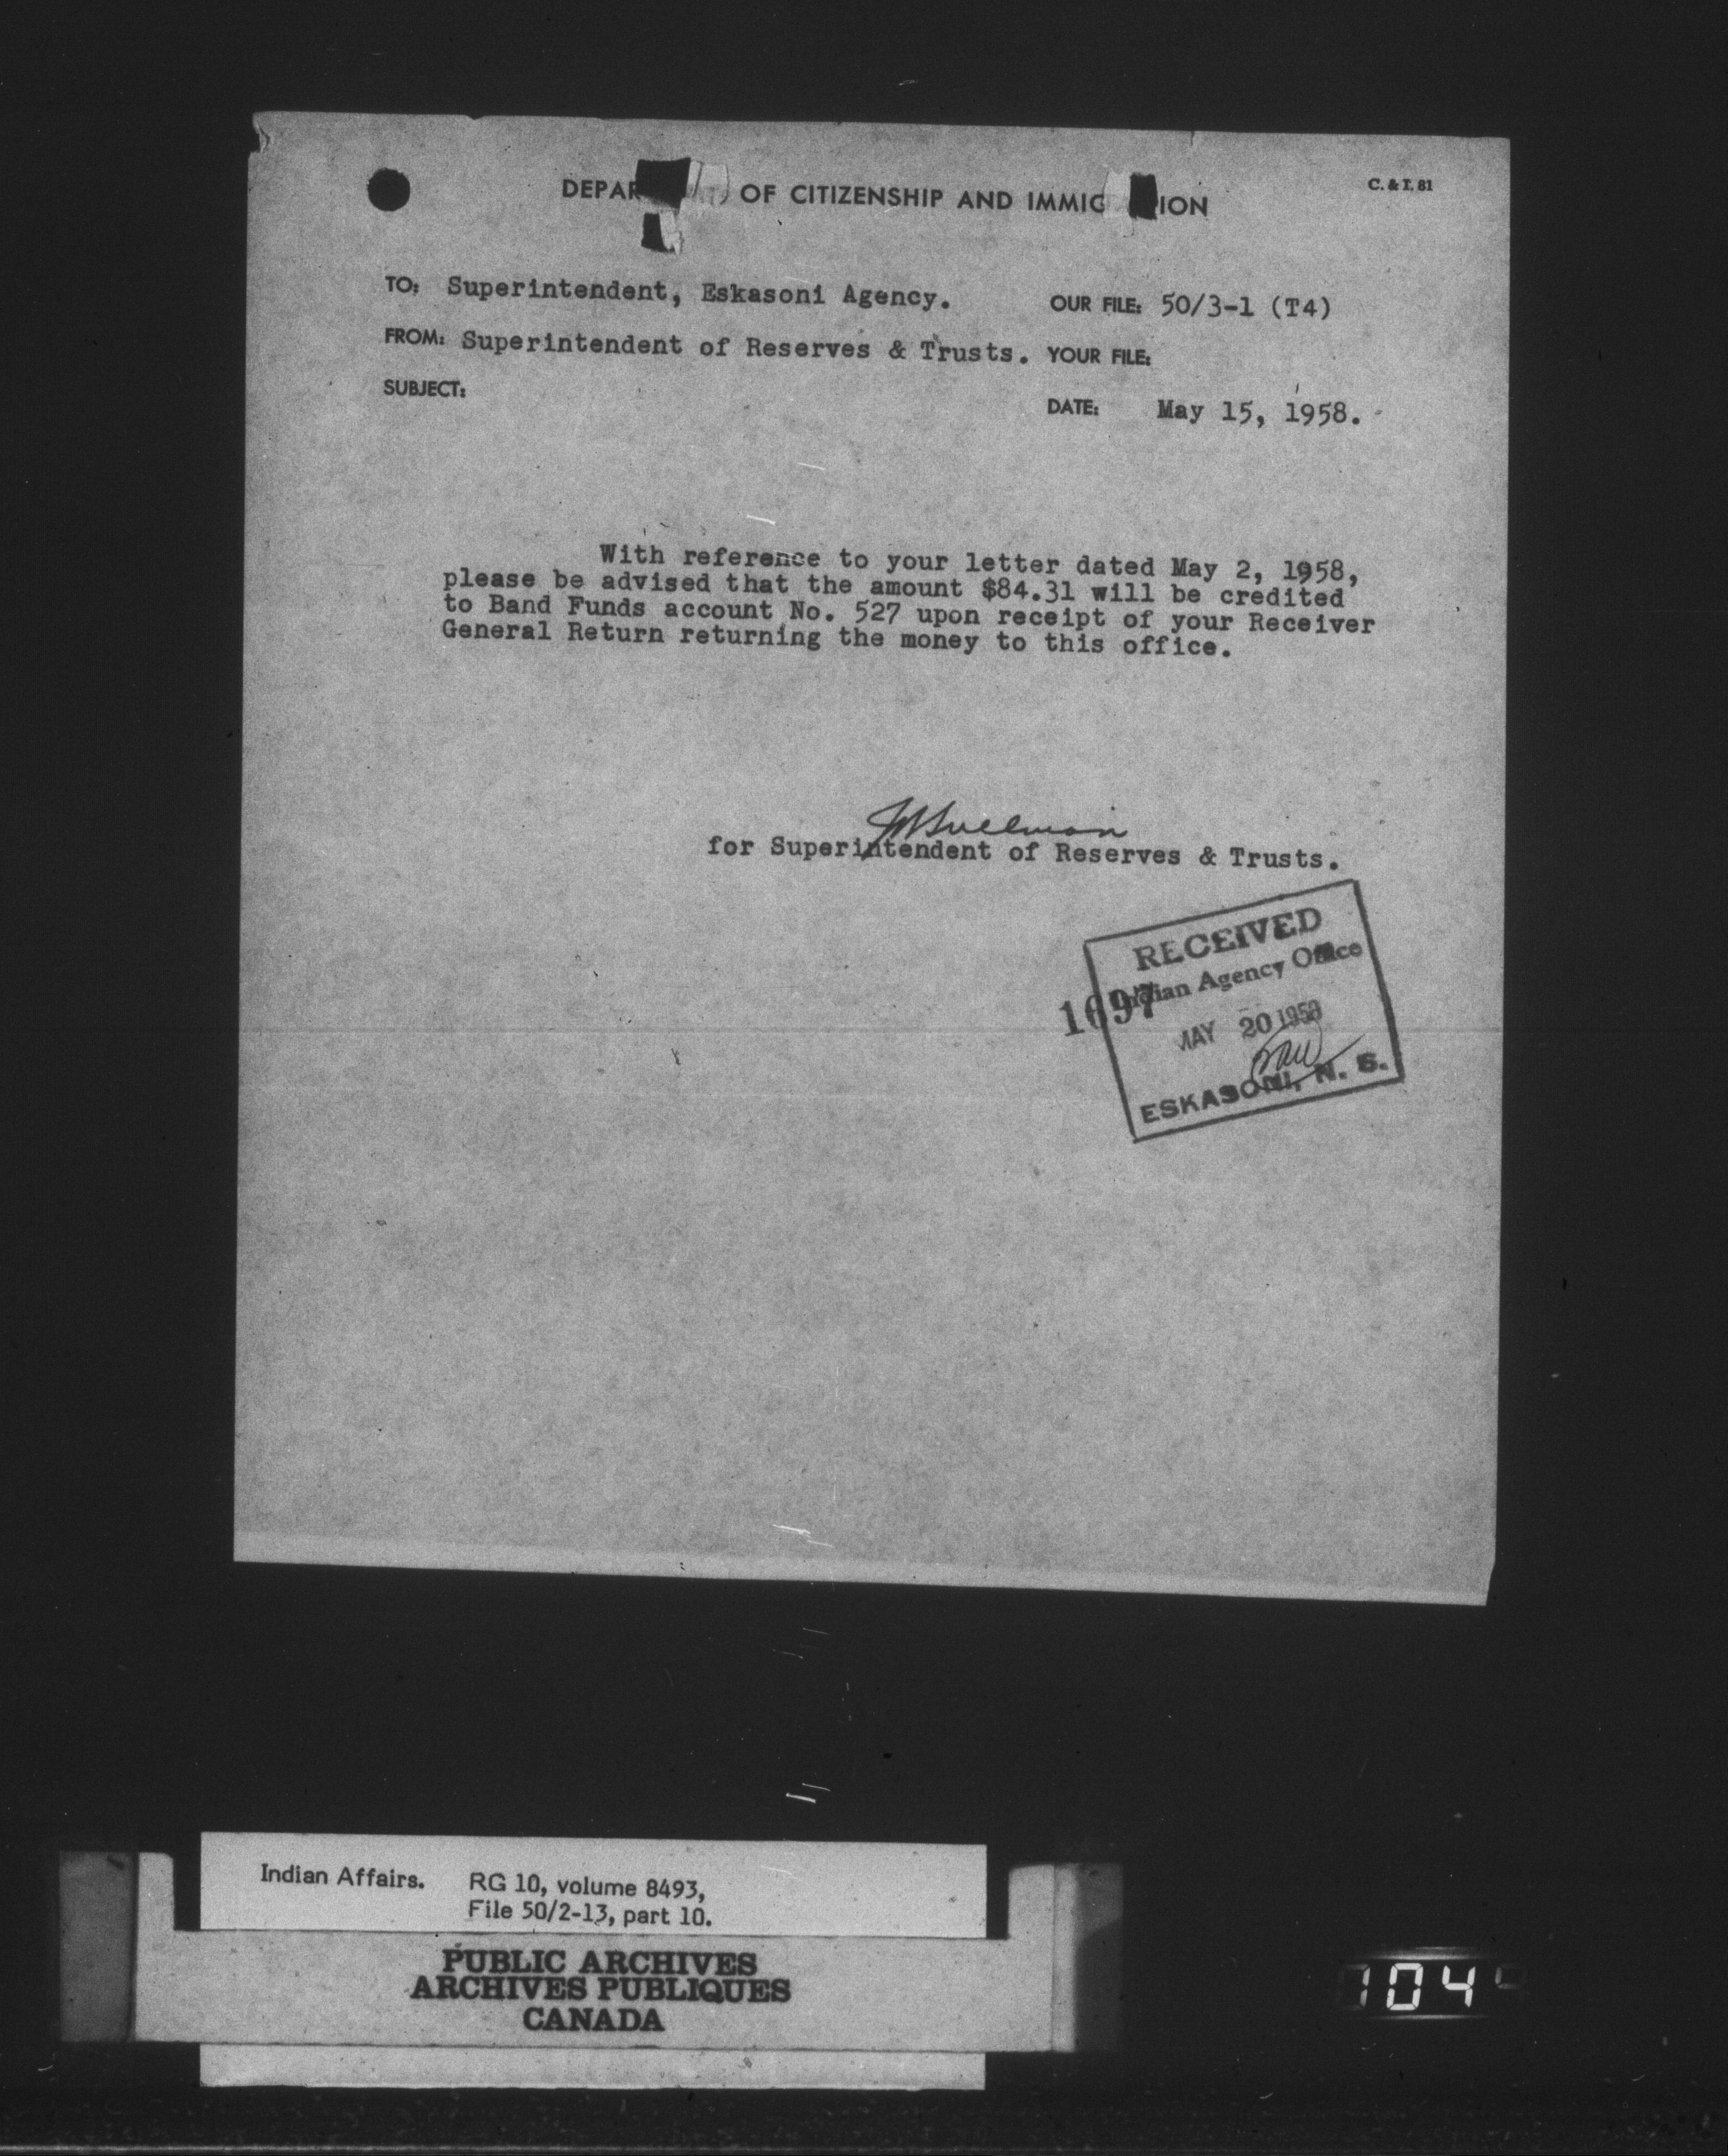 DEPAR OF CITIZENSHIP AND IMMIG ION
C. & I. 81
TO: Superintendent, Eskasoni Agency.
OUR FILE: 50/3-1 (T4)
FROM: Superintendent of Reserves & Trusts.
YOUR FILE:
SUBJECT:
DATE: May 15, 1958.
With reference to your letter dated May 2, 1958,
please be advised that the amount $84.31 will be credited
to Band Funds account No. 527 upon receipt of your Receiver
General Return returning the money to this office.
for Superintendent of Reserves & Trusts.
RECEIVED
Indian Agency Office
1697
MAY 20 1958
ESKASONI, N. S.
Indian Affairs. RG 10, volume 8493,
File 50/2-13, part 10.
PUBLIC ARCHIVES
ARCHIVES PUBLIQUES
CANADA
104